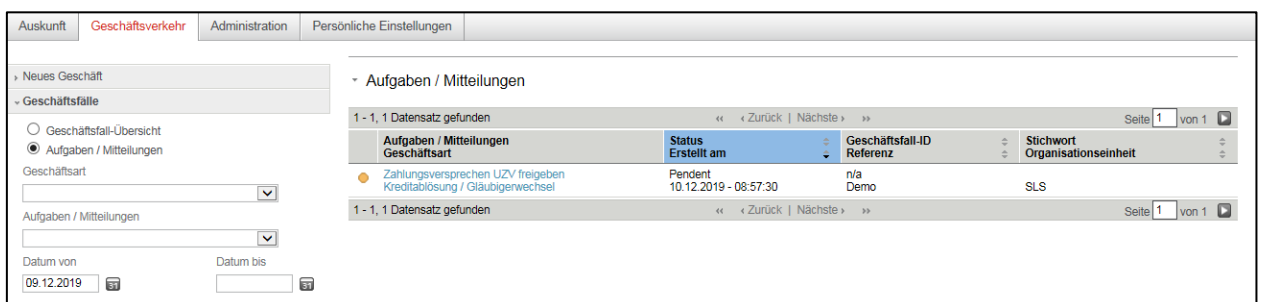 Auskunft Geschäftsverkehr Administration Persönliche Einstellungen
Neues Geschäft
Geschäftsfälle
Geschäftsfall-Übersicht
Aufgaben / Mitteilungen
Geschäftsart
Aufgaben / Mitteilungen
Datum von Datum bis
09.12.2019 31 31
Aufgaben / Mitteilungen
1 - 1, 1 Datensatz gefunden ‹‹ ‹ Zurück | Nächste › ›› Seite 1 von 1
Aufgaben / Mitteilungen Status Geschäftsfall-ID Stichwort
Geschäftsart Erstellt am Referenz Organisationseinheit
Zahlungsversprechen UZV freigeben Pendent n/a
Kreditablösung / Gläubigerwechsel 10.12.2019 - 08:57:30 Demo SLS
1 - 1, 1 Datensatz gefunden ‹‹ ‹ Zurück | Nächste › ›› Seite 1 von 1